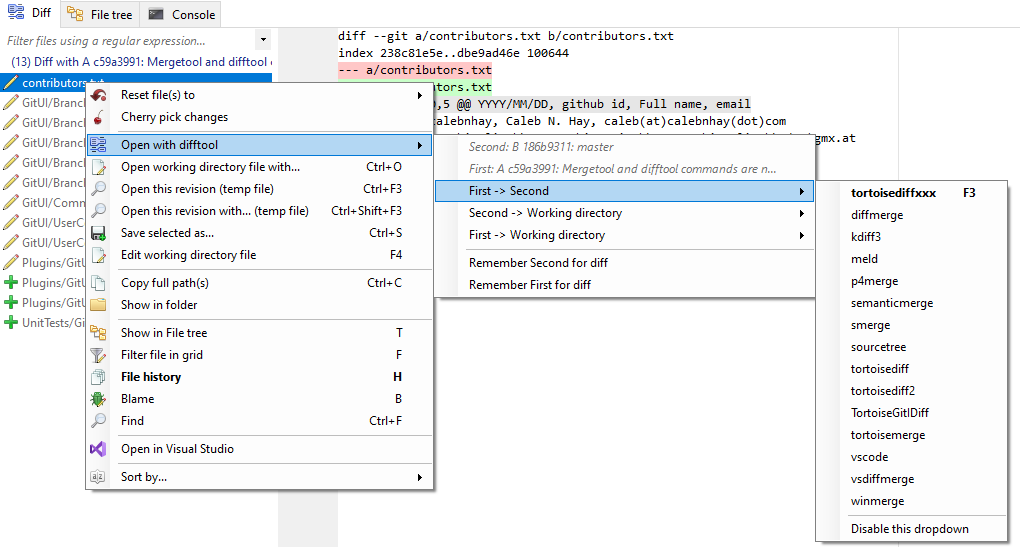 Diff
File tree
Console
Filter files using a regular expression...
(13) Diff with A c59a3991: Mergetool and difftool
contributors.txt
GitUI/Branc
GitUI/Branc
GitUI/Branc
GitUI/Branc
GitUI/Branc
GitUI/Comm
GitUI/UserC
GitUI/UserC
Plugins/GitU
Plugins/GitU
Plugins/GitU
UnitTests/Gi
diff --git a/contributors.txt b/contributors.txt
index 238c81e5e..dbe9ad46e 100644
--- a/contributors.txt
tors.txt
,5 @@ YYYY/MM/DD, github id, Full name, email
calebnhay, Caleb N. Hay, caleb(at)calebnhay(dot)com
gmx.at
Reset file(s) to
Cherry pick changes
Open with difftool
Open working directory file with... Ctrl+O
Open this revision (temp file) Ctrl+F3
Open this revision with... (temp file) Ctrl+Shift+F3
Save selected as... Ctrl+S
Edit working directory file F4
Copy full path(s) Ctrl+C
Show in folder
Show in File tree T
Filter file in grid F
File history H
Blame B
Find Ctrl+F
Open in Visual Studio
Sort by...
Second: B 186b9311: master
First: A c59a3991: Mergetool and difftool commands are n...
First -> Second
Second -> Working directory
First -> Working directory
Remember Second for diff
Remember First for diff
tortoisediffxxx F3
diffmerge
kdiff3
meld
p4merge
semanticmerge
smerge
sourcetree
tortoisediff
tortoisediff2
TortoiseGitIDiff
tortoisemerge
vscode
vsdiffmerge
winmerge
Disable this dropdown